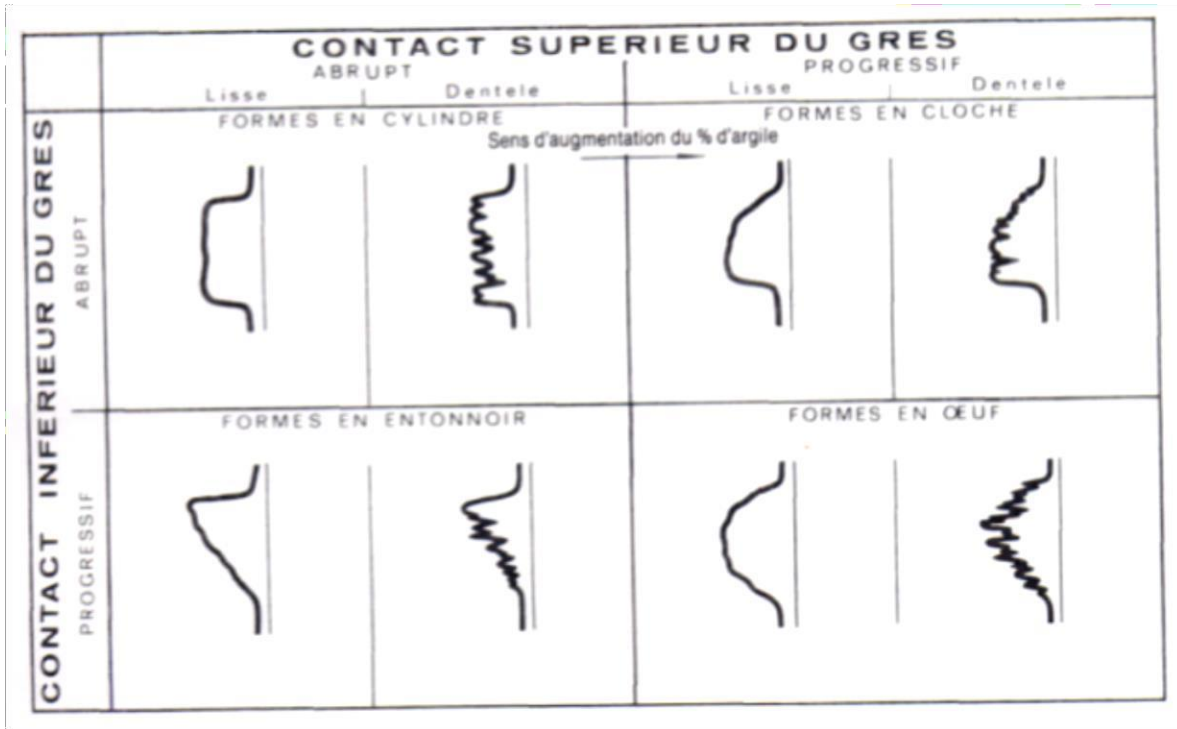 CONTACT SUPERIEUR DU GRES
ABRUPT PROGRESSIF
Lisse Dentele Lisse Dentele
FORMES EN CYLINDRE FORMES EN CLOCHE
Sens d'augmentation du % d'argile
CONTACT INFERIEUR DU GRES
ABRUPT
FORMES EN ENTONNOIR FORMES EN ŒUF
PROGRESSIF